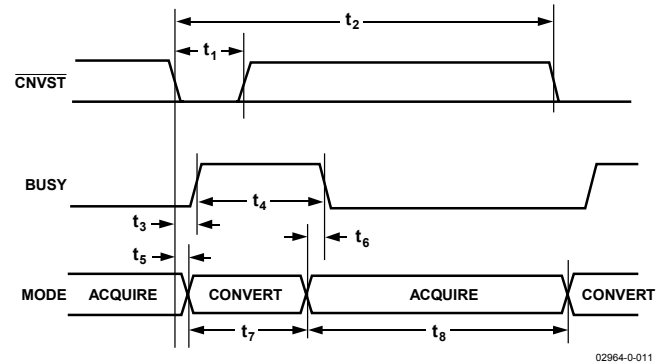 t2
t1
CNVST
BUSY
t4
t3
t6
t5
MODE ACQUIRE CONVERT ACQUIRE CONVERT
t7 t8
02964-0-011